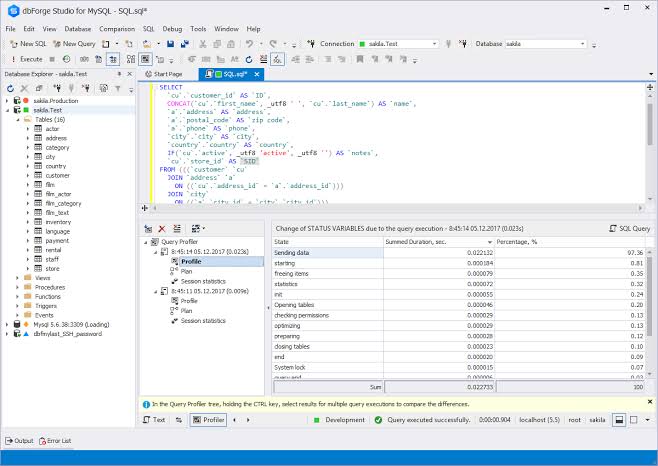 dbForge Studio for MySQL - SQL.sql*
File Edit View Database Comparison SQL Debug Tools Window Help
New SQL New Query Connection sakila.Test Database sakila
Execute
Database Explorer - sakila.Test
sakila.Production
sakila.Test
Tables (16)
actor
address
category
city
country
customer
film
film_actor
film_category
film_text
inventory
language
payment
rental
staff
store
Views
Procedures
Functions
Triggers
Events
Mysql 5.6.38:3309 (Loading)
dbfmylast_SSH_password
Start Page SQL.sql*
SELECT
`cu`.`customer_id` AS `ID`,
CONCAT(`cu`.`first_name`, _utf8 ' ', `cu`.`last_name`) AS `name`,
`a`.`address` AS `address`,
`a`.`postal_code` AS `zip code`,
`a`.`phone` AS `phone`,
`city`.`city` AS `city`,
`country`.`country` AS `country`,
IF(`cu`.`active`, _utf8 'active', _utf8 '') AS `notes`,
`cu`.`store_id` AS `SID`
FROM (((`customer` `cu`
JOIN `address` `a`
ON ((`cu`.`address_id` = `a`.`address_id`)))
JOIN `city`
ON ((`a`.`city_id` = `city`.`city_id`)))
Query Profiler
8:45:14 05.12.2017 (0.023s)
Profile
Plan
Session statistics
8:45:11 05.12.2017 (0.009s)
Profile
Plan
Session statistics
Change of STATUS VARIABLES due to the query execution - 8:45:14 05.12.2017 (0.023s) SQL Query
State Summed Duration, sec. Percentage, %
Sending data 0.022132 97.36
starting 0.000184 0.81
freeing items 0.000079 0.35
statistics 0.000072 0.32
init 0.000055 0.24
Opening tables 0.000046 0.20
checking permissions 0.000029 0.13
optimizing 0.000029 0.13
preparing 0.000028 0.12
closing tables 0.000023 0.10
end 0.000020 0.09
System lock 0.000015 0.07
query end 0.000006 0.03
Sum 0.022733 100
In the Query Profiler tree, holding the CTRL key, select results for multiple query executions to compare the differences.
Text Profiler Development Query executed successfully. 0:00:00.904 localhost (5.5) root sakila
Output Error List